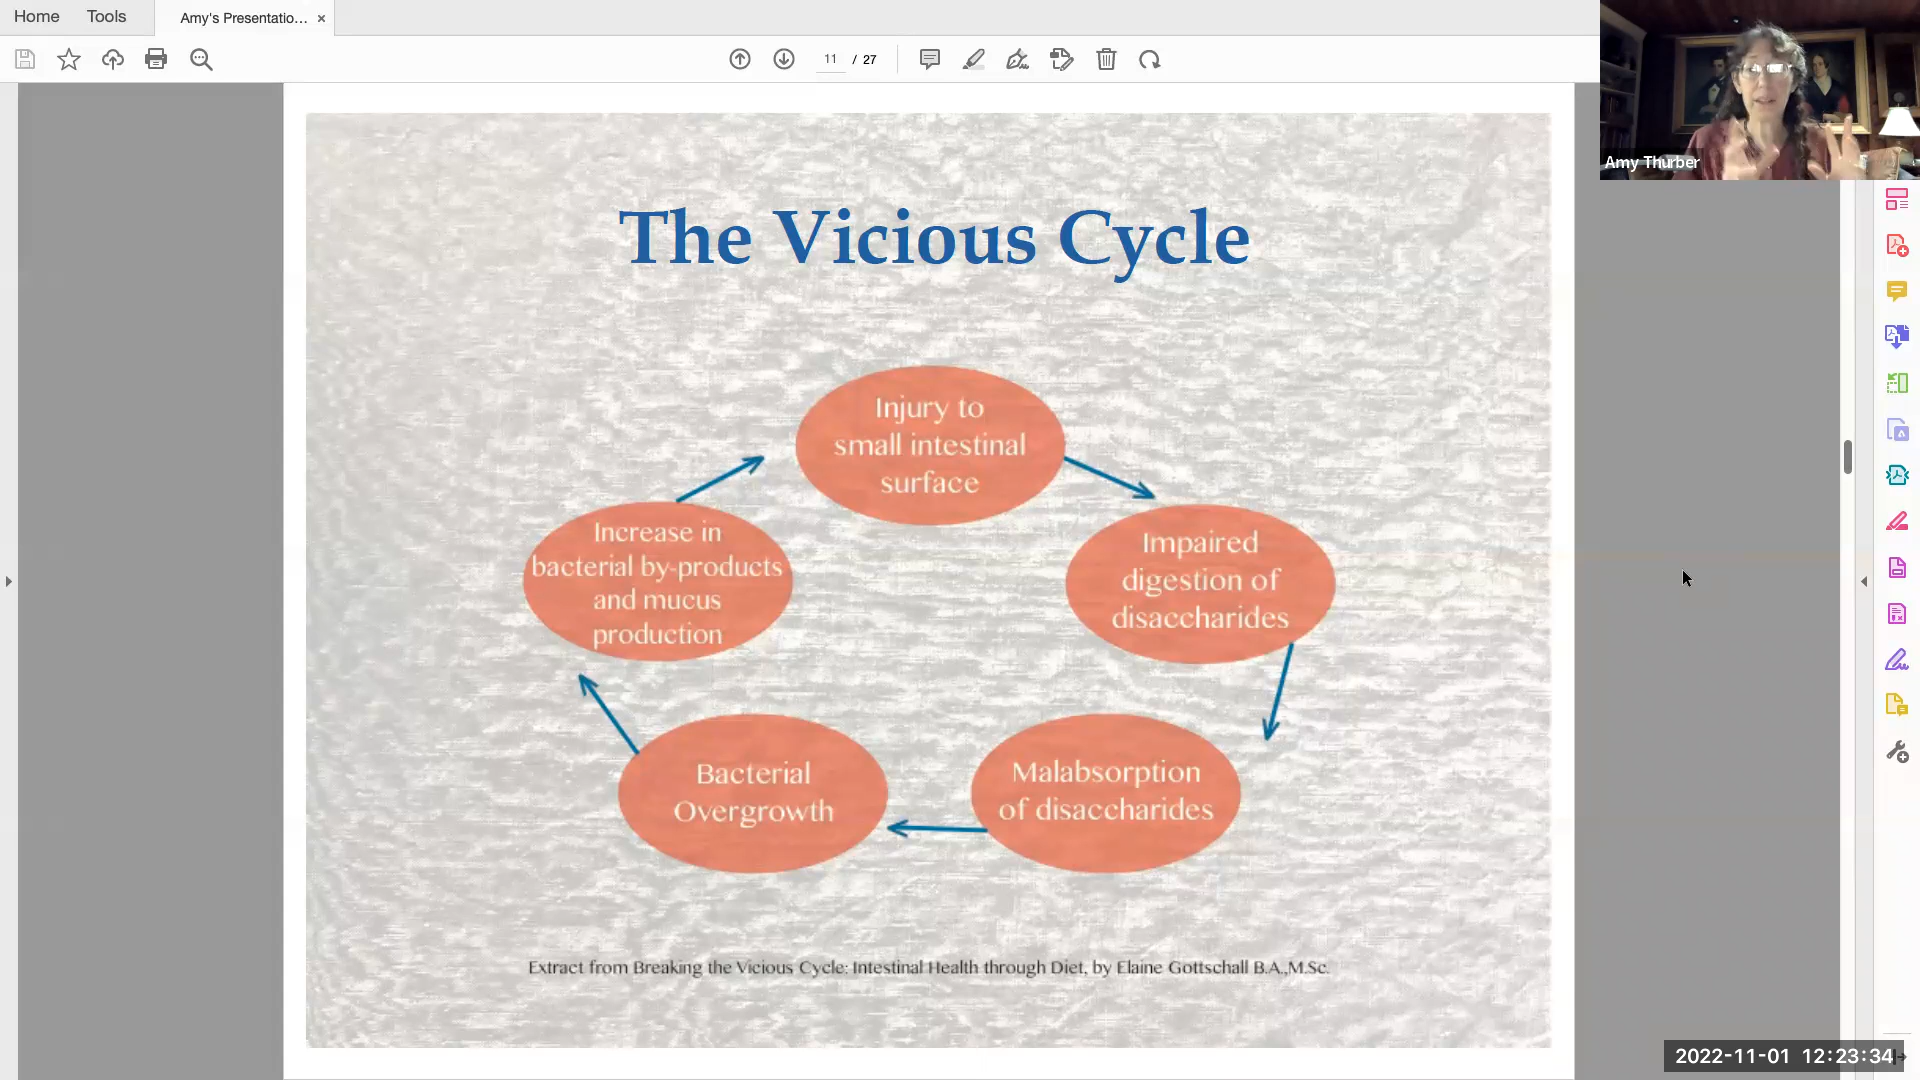 Home
Tools
Amy's Presentatio...
11 / 27
Amy Thurber
The Vicious Cycle
Injury to
small intestinal
surface
Impaired
digestion of
disaccharides
Malabsorption
of disaccharides
Bacterial
Overgrowth
Increase in
bacterial by-products
and mucus
production
Extract from Breaking the Vicious Cycle: Intestinal Health through Diet, by Elaine Gottschall B.A.,M.Sc.
2022-11-01 12:23:34